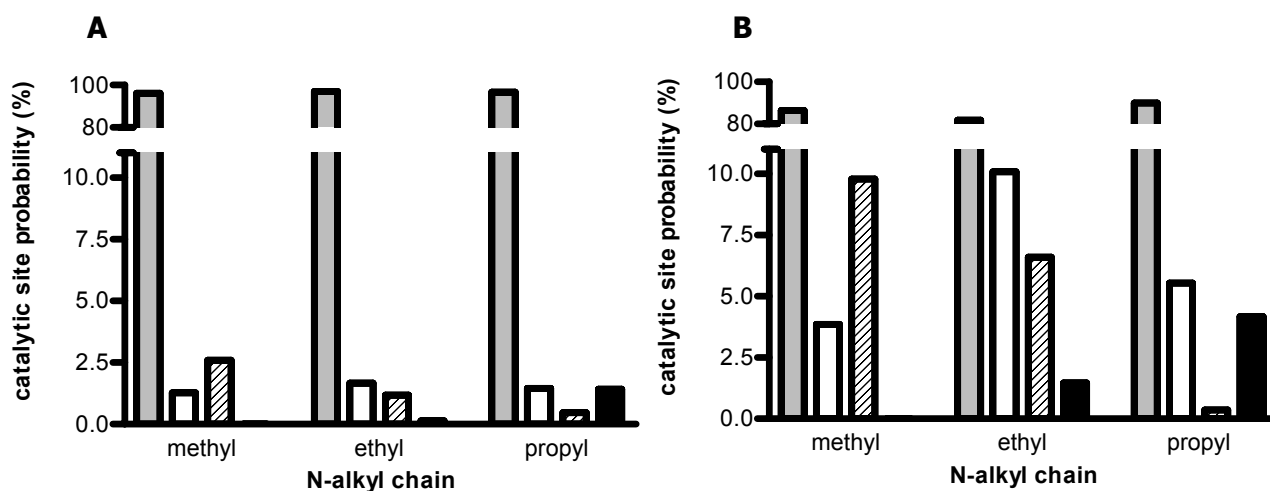 A
catalytic site probability (%)
100
80
10.0
7.5
5.0
2.5
0.0
methyl ethyl propyl
N-alkyl chain
B
catalytic site probability (%)
100
80
10.0
7.5
5.0
2.5
0.0
methyl ethyl propyl
N-alkyl chain